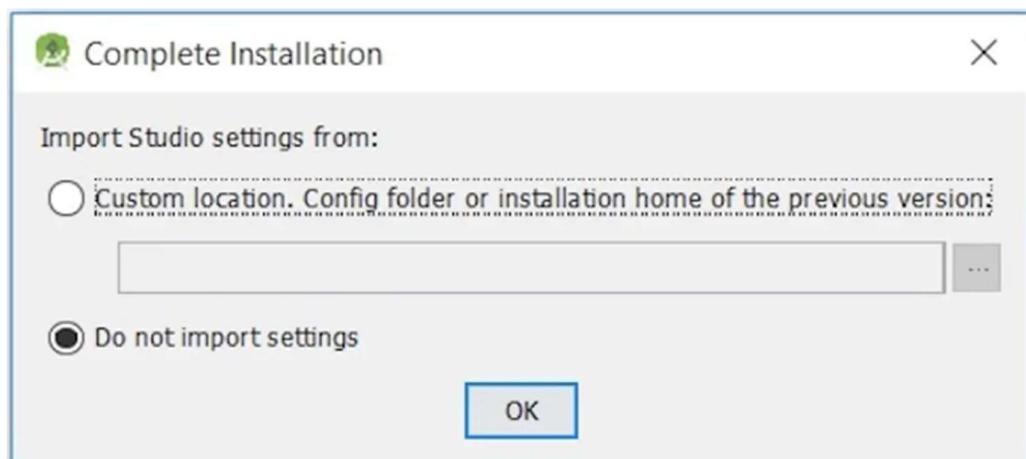 Complete Installation
Import Studio settings from:
Custom location. Config folder or installation home of the previous version:
...
Do not import settings
OK